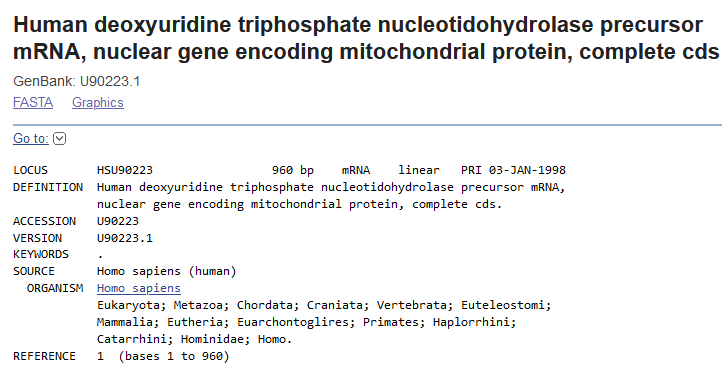 Human deoxyuridine triphosphate nucleotidohydrolase precursor
mRNA, nuclear gene encoding mitochondrial protein, complete cds
GenBank: U90223.1
FASTA Graphics
Go to:
LOCUS HSU90223 960 bp mRNA linear PRI 03-JAN-1998
DEFINITION Human deoxyuridine triphosphate nucleotidohydrolase precursor mRNA,
nuclear gene encoding mitochondrial protein, complete cds.
ACCESSION U90223
VERSION U90223.1
KEYWORDS .
SOURCE Homo sapiens (human)
ORGANISM Homo sapiens
Eukaryota; Metazoa; Chordata; Craniata; Vertebrata; Euteleostomi;
Mammalia; Eutheria; Euarchontoglires; Primates; Haplorrhini;
Catarrhini; Hominidae; Homo.
REFERENCE 1 (bases 1 to 960)